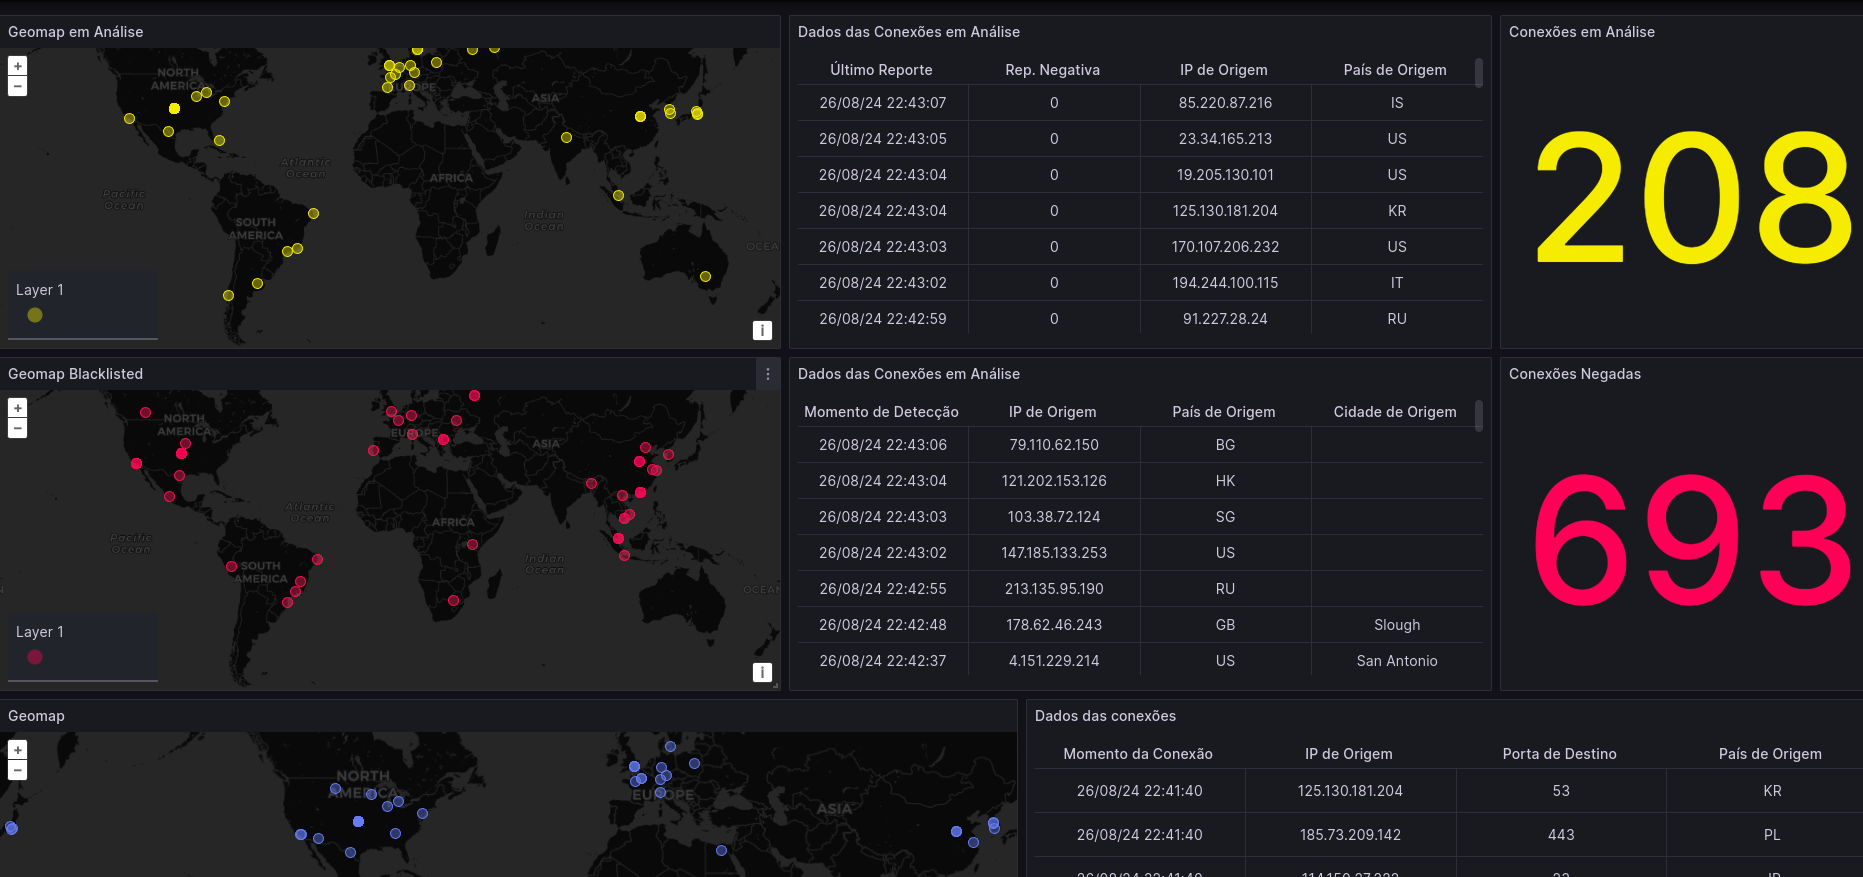 Geomap em Análise
+
−
NORTH
AMERICA
EUROPE
ASIA
Atlantic
Ocean
AFRICA
Pacific
Ocean
SOUTH
AMERICA
Indian
Ocean
OCEA
Layer 1
i
Dados das Conexões em Análise
Último Reporte Rep. Negativa IP de Origem País de Origem
26/08/24 22:43:07 0 85.220.87.216 IS
26/08/24 22:43:05 0 23.34.165.213 US
26/08/24 22:43:04 0 19.205.130.101 US
26/08/24 22:43:04 0 125.130.181.204 KR
26/08/24 22:43:03 0 170.107.206.232 US
26/08/24 22:43:02 0 194.244.100.115 IT
26/08/24 22:42:59 0 91.227.28.24 RU
Conexões em Análise
208
Geomap Blacklisted
+
−
NORTH
AMERICA
EUROPE
ASIA
Atlantic
Ocean
AFRICA
Pacific
Ocean
SOUTH
AMERICA
Indian
Ocean
OCEAN
Layer 1
i
Dados das Conexões em Análise
Momento de Detecção IP de Origem País de Origem Cidade de Origem
26/08/24 22:43:06 79.110.62.150 BG
26/08/24 22:43:04 121.202.153.126 HK
26/08/24 22:43:03 103.38.72.124 SG
26/08/24 22:43:02 147.185.133.253 US
26/08/24 22:42:55 213.135.95.190 RU
26/08/24 22:42:48 178.62.46.243 GB Slough
26/08/24 22:42:37 4.151.229.214 US San Antonio
Conexões Negadas
693
Geomap
+
−
NORTH
AMERICA
EUROPE
ASIA
Dados das conexões
Momento da Conexão IP de Origem Porta de Destino País de Origem
26/08/24 22:41:40 125.130.181.204 53 KR
26/08/24 22:41:40 185.73.209.142 443 PL
26/08/24 22:41:40